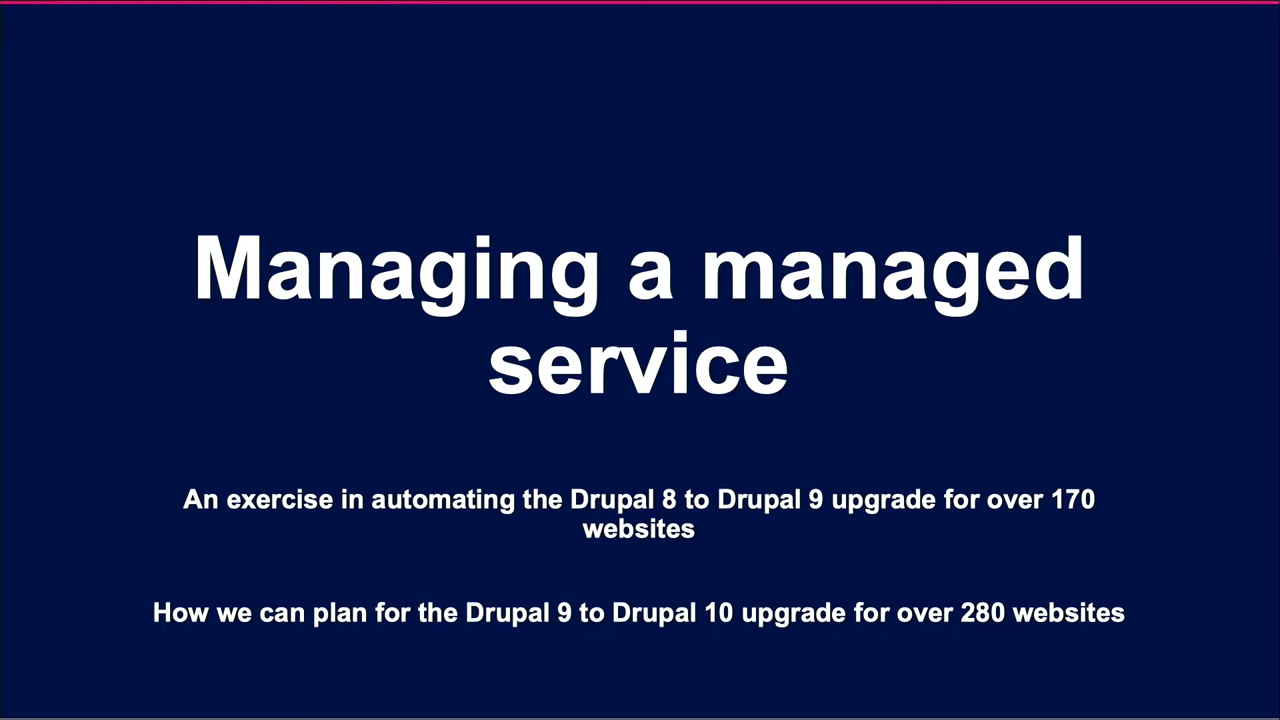 Managing a managed
service
An exercise in automating the Drupal 8 to Drupal 9 upgrade for over 170
websites
How we can plan for the Drupal 9 to Drupal 10 upgrade for over 280 websites